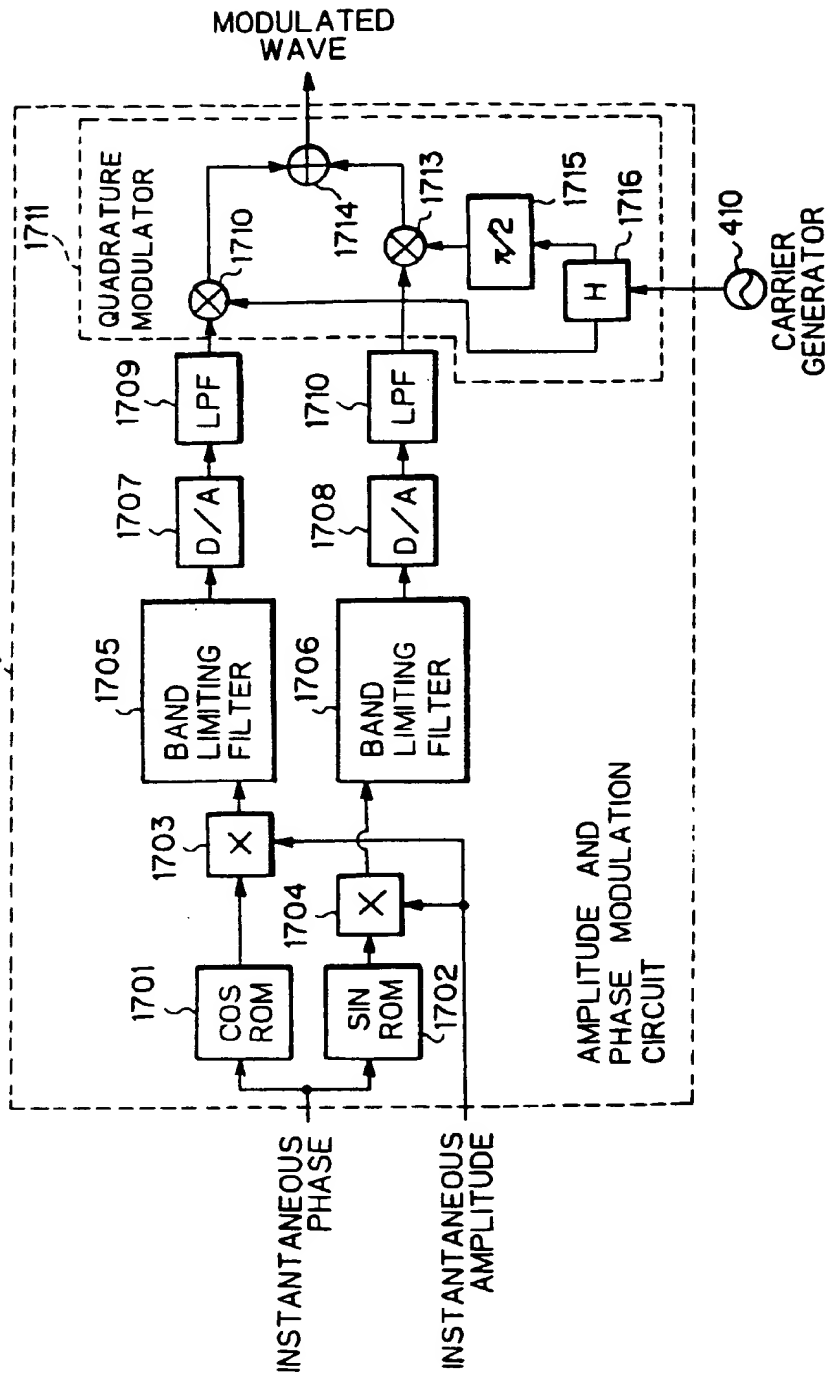 MODULATED
WAVE
1711
QUADRATURE
MODULATOR
1710
1714
1713
π/2
1715
H
1716
410
CARRIER
GENERATOR
1709
LPF
1710
LPF
1707
D/A
1708
D/A
1705
BAND
LIMITING
FILTER
1706
BAND
LIMITING
FILTER
1703
X
1704
X
1701
COS
ROM
SIN
ROM
1702
AMPLITUDE AND
PHASE MODULATION
CIRCUIT
INSTANTANEOUS
PHASE
INSTANTANEOUS
AMPLITUDE